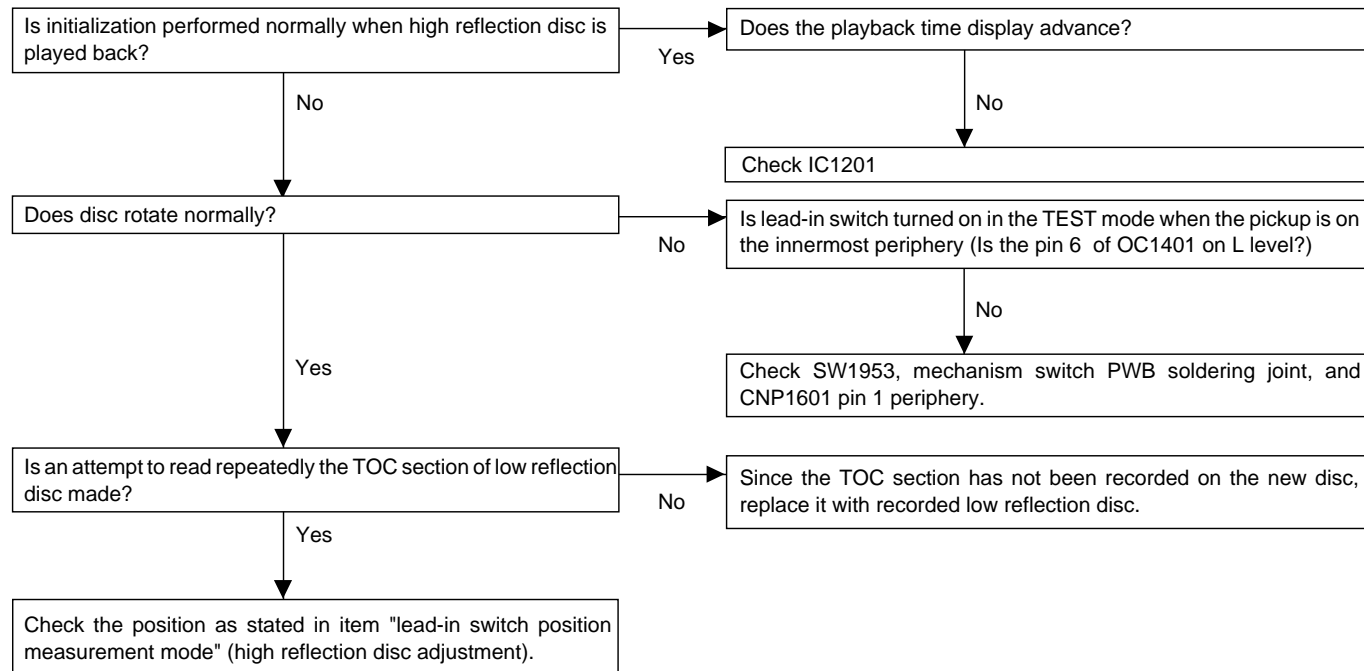 Is initialization performed normally when high reflection disc is
played back?
Yes
Does the playback time display advance?
No
No
Check IC1201
Does disc rotate normally?
No
Is lead-in switch turned on in the TEST mode when the pickup is on
the innermost periphery (Is the pin 6 of OC1401 on L level?)
No
Yes
Check SW1953, mechanism switch PWB soldering joint, and
CNP1601 pin 1 periphery.
Is an attempt to read repeatedly the TOC section of low reflection
disc made?
No
Since the TOC section has not been recorded on the new disc,
replace it with recorded low reflection disc.
Yes
Check the position as stated in item "lead-in switch position
measurement mode" (high reflection disc adjustment).